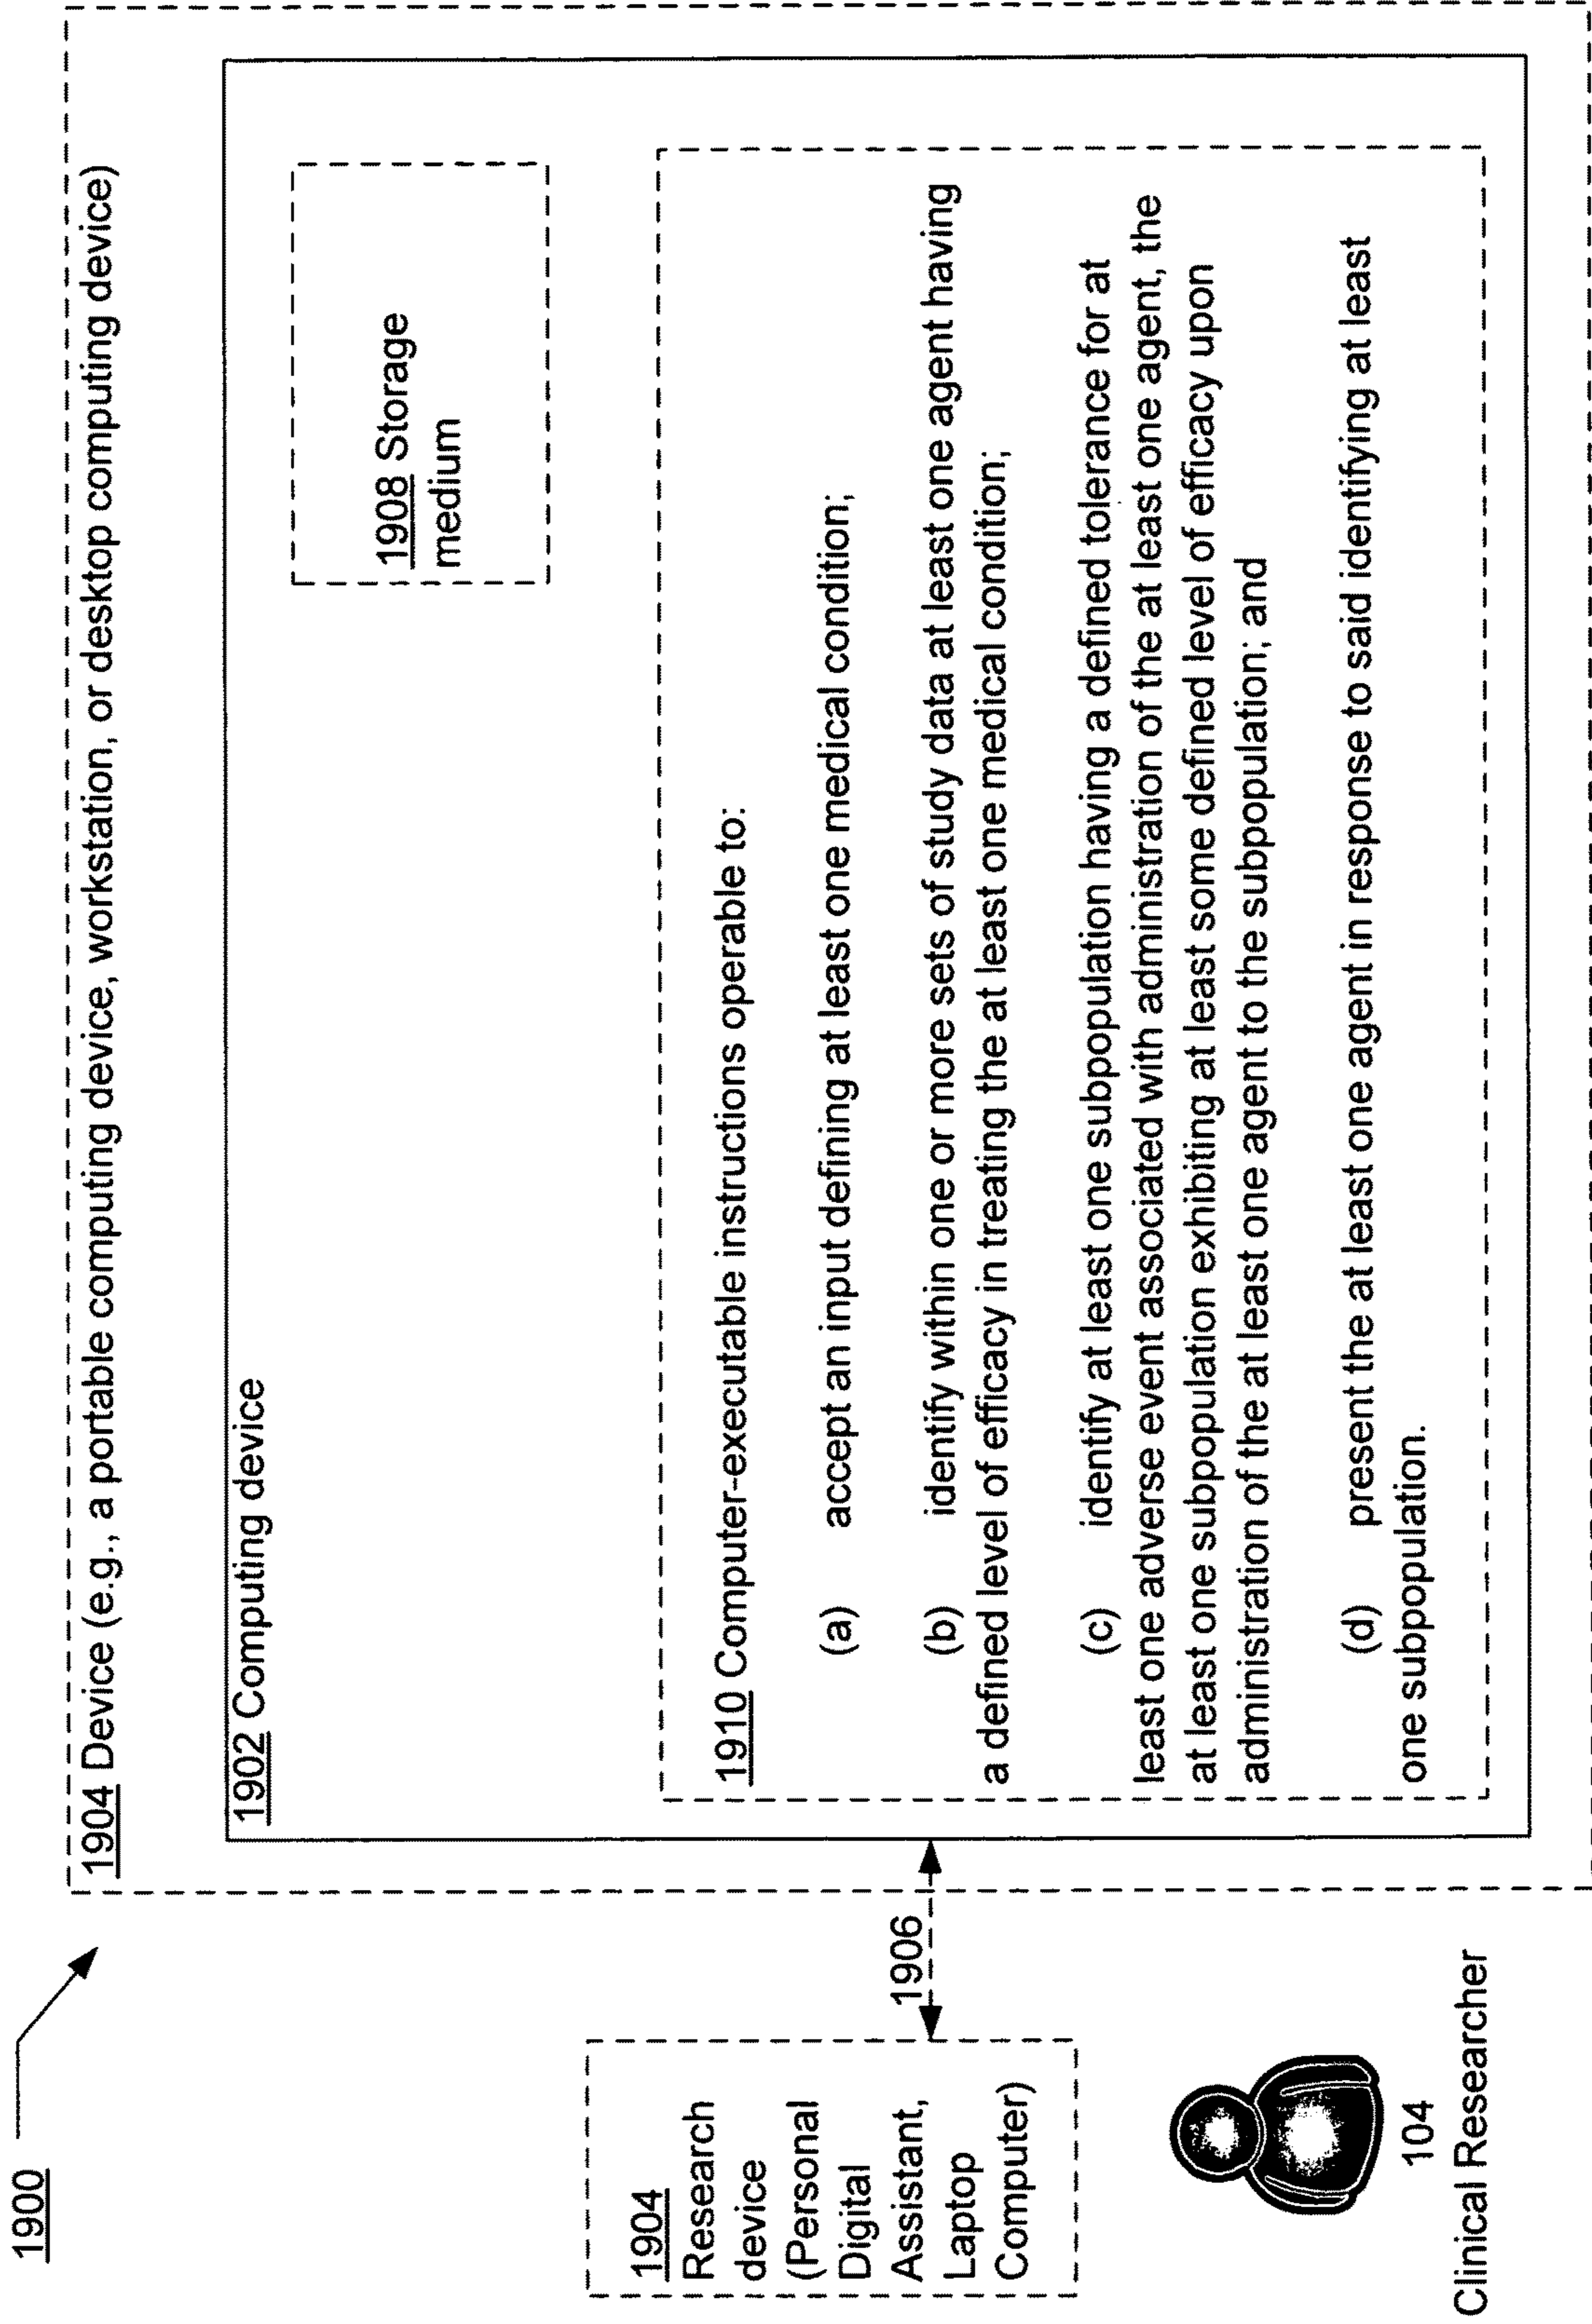 1900
1904 Device (e.g., a portable computing device, workstation, or desktop computing device)
1902 Computing device
1908 Storage
medium
1910 Computer-executable instructions operable to:
(a) accept an input defining at least one medical condition;
(b) identify within one or more sets of study data at least one agent having
a defined level of efficacy in treating the at least one medical condition;
(c) identify at least one subpopulation having a defined tolerance for at
least one adverse event associated with administration of the at least one agent, the
at least one subpopulation exhibiting at least some defined level of efficacy upon
administration of the at least one agent to the subpopulation; and
(d) present the at least one agent in response to said identifying at least
one subpopulation.
1906
1904
Research
device
(Personal
Digital
Assistant,
Laptop
Computer)
104
Clinical Researcher